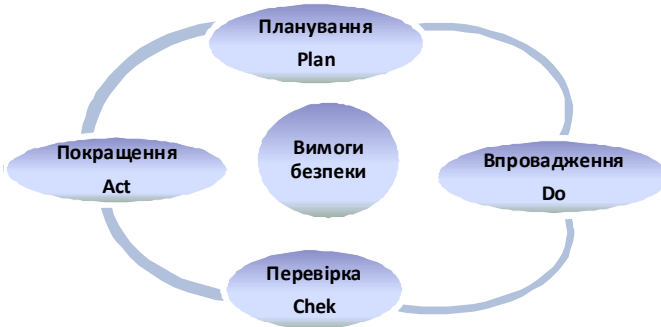 Планування
Plan
Покращення
Act
Вимоги
безпеки
Впровадження
Do
Перевірка
Chek